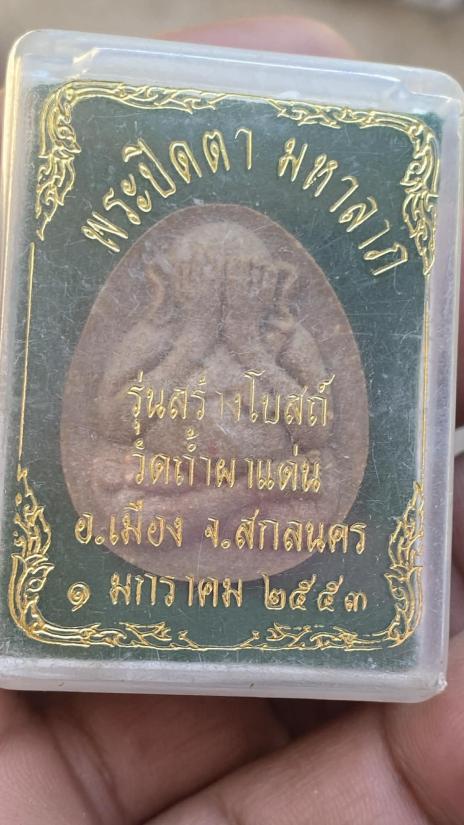 พระปิดตา มหาลาภ
รุ่นสร้างโบสถ์
วัดถ้ำผาแด่น
อ.เมือง จ.สกลนคร
๑ มกราคม ๒๕๕๓